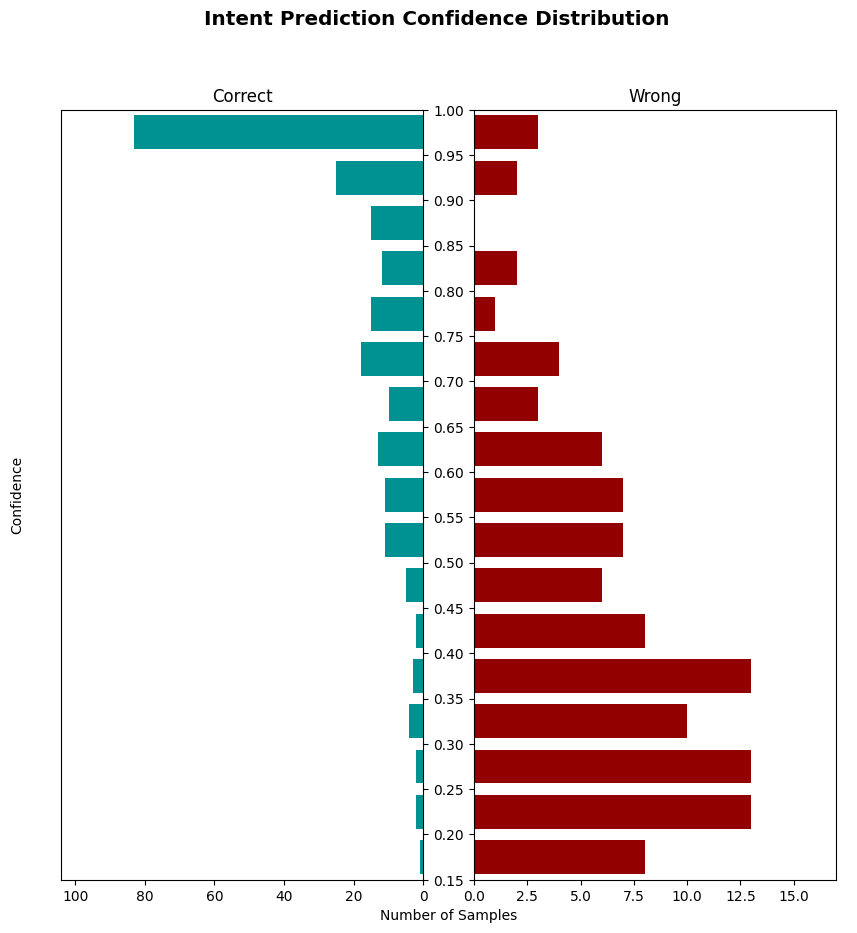 Intent Prediction Confidence Distribution
Correct
Wrong
1.00
0.95
0.90
0.85
0.80
0.75
0.70
0.65
0.60
0.55
0.50
0.45
0.40
0.35
0.30
0.25
0.20
0.15
Confidence
100 80 60 40 20 0
0.0 2.5 5.0 7.5 10.0 12.5 15.0
Number of Samples